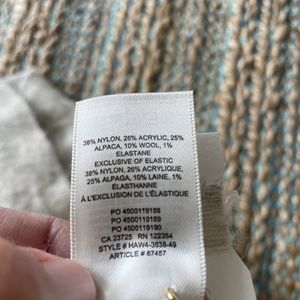 38% NYLON, 26% ACRYLIC, 25%
ALPACA, 10% WOOL, 1%
ELASTANE
EXCLUSIVE OF ELASTIC
38% NYLON, 26% ACRYLIQUE,
25% ALPAGA, 10% LAINE, 1%
ÉLASTHANNE
À L'EXCLUSION DE L'ÉLASTIQUE
PO 4500119188
PO 4500119189
PO 4500119190
CA 23725 RN 122354
STYLE # HAW4-3838-49
ARTICLE # 67457